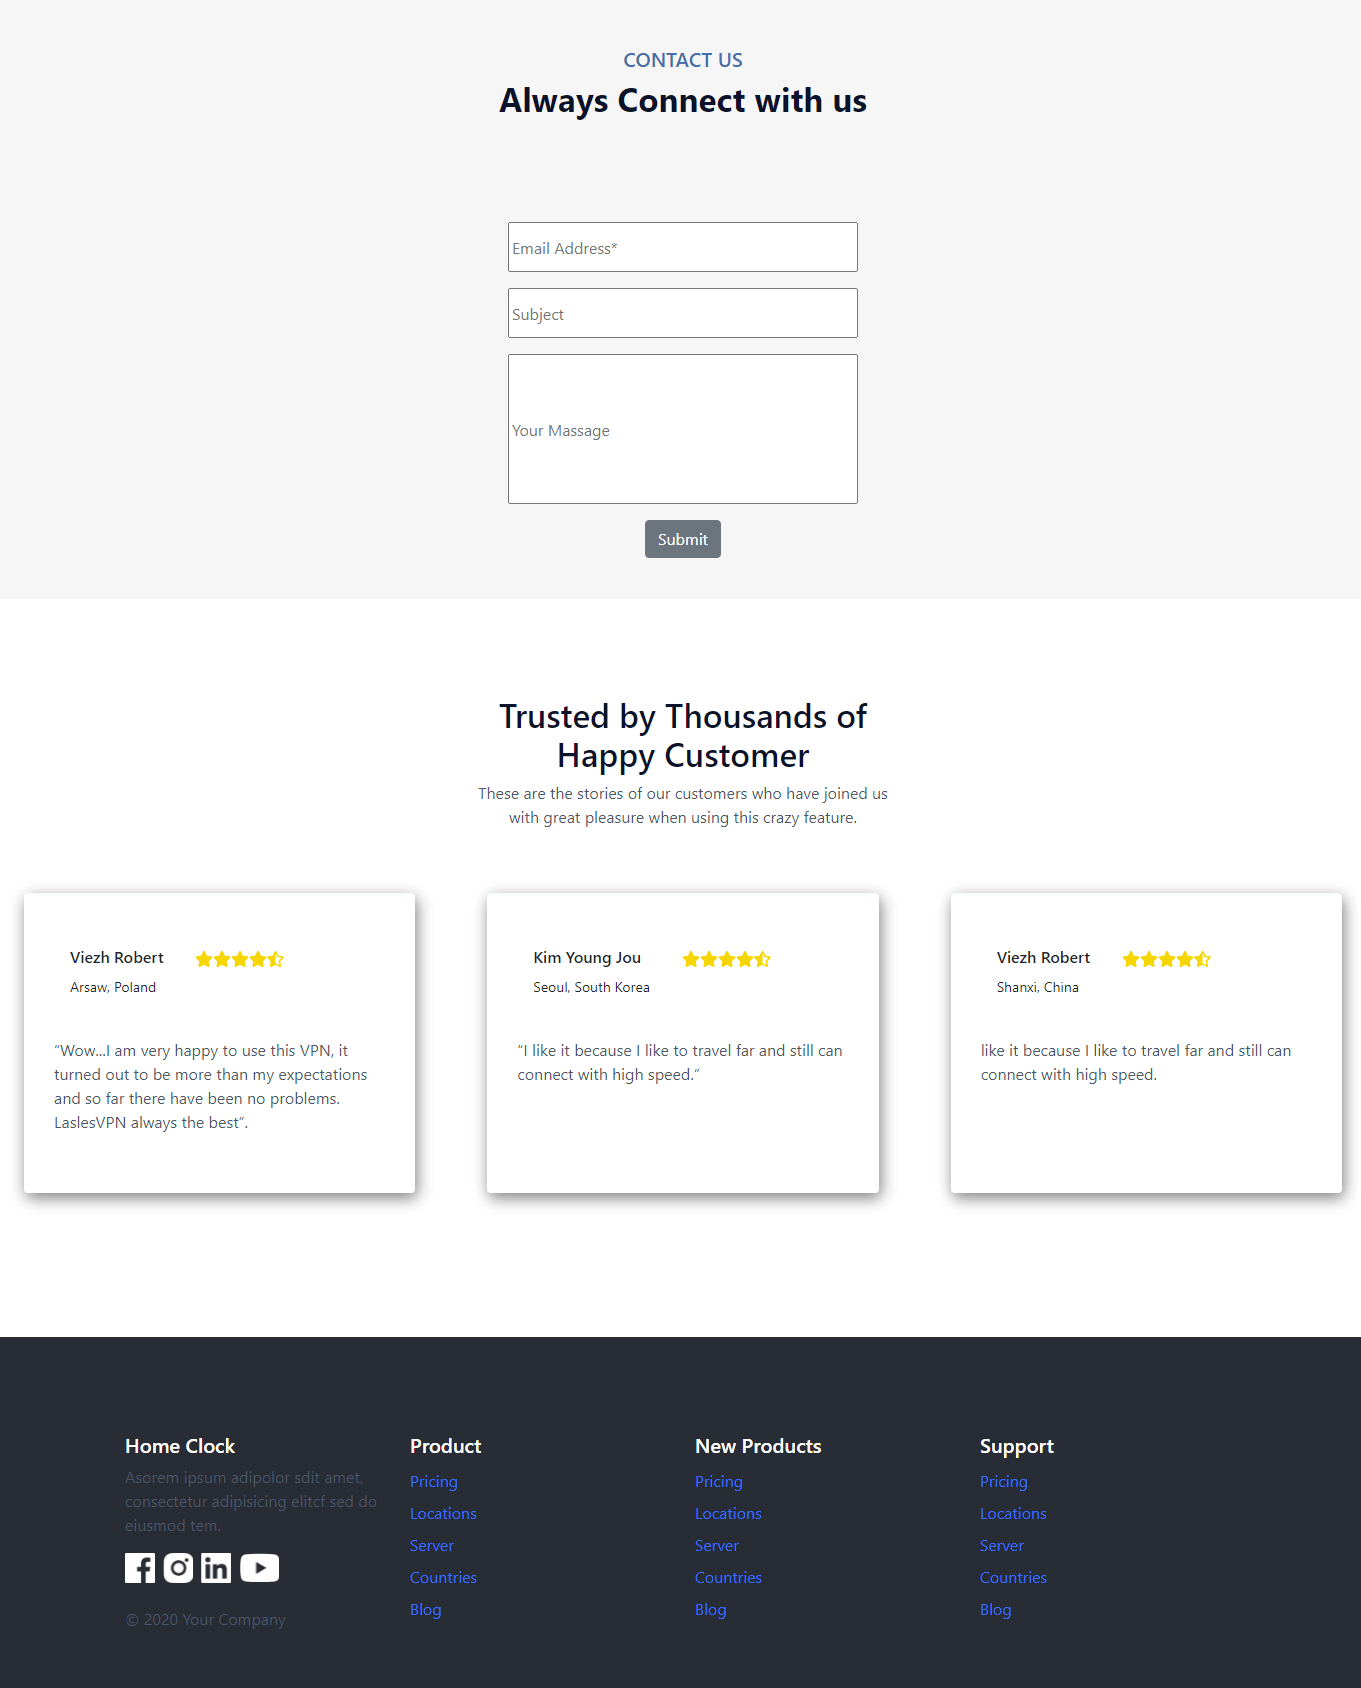 CONTACT US
Always Connect with us
Email Address*
Subject
Your Massage
Submit
Trusted by Thousands of
Happy Customer
These are the stories of our customers who have joined us
with great pleasure when using this crazy feature.
Viezh Robert
Arsaw, Poland
“Wow...I am very happy to use this VPN, it
turned out to be more than my expectations
and so far there have been no problems.
LaslesVPN always the best”.
Kim Young Jou
Seoul, South Korea
“I like it because I like to travel far and still can
connect with high speed.”
Viezh Robert
Shanxi, China
like it because I like to travel far and still can
connect with high speed.
Home Clock
Asorem ipsum adipolor sdit amet,
consectetur adipisicing elitcf sed do
eiusmod tem.
© 2020 Your Company
Product
Pricing
Locations
Server
Countries
Blog
New Products
Pricing
Locations
Server
Countries
Blog
Support
Pricing
Locations
Server
Countries
Blog